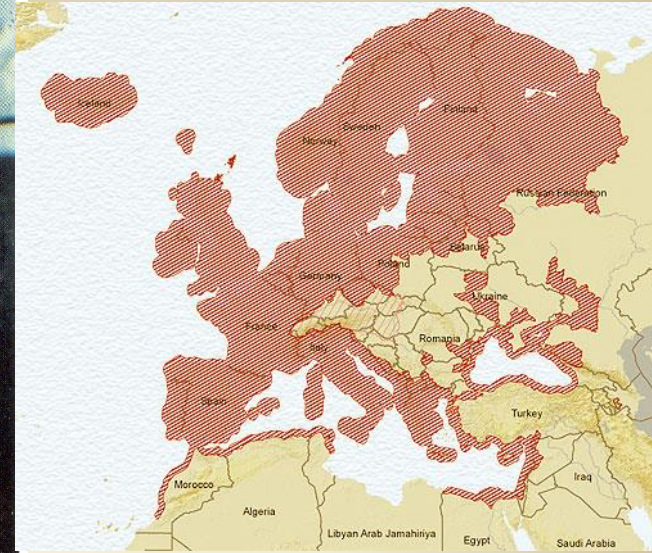 Iceland
Finland
Sweden
Norway
Russian Federation
Belarus
Poland
Germany
Ukraine
France
Romania
Italy
Spain
Turkey
Iraq
Morocco
Algeria
Libyan Arab Jamahiriya
Egypt
Saudi Arabia